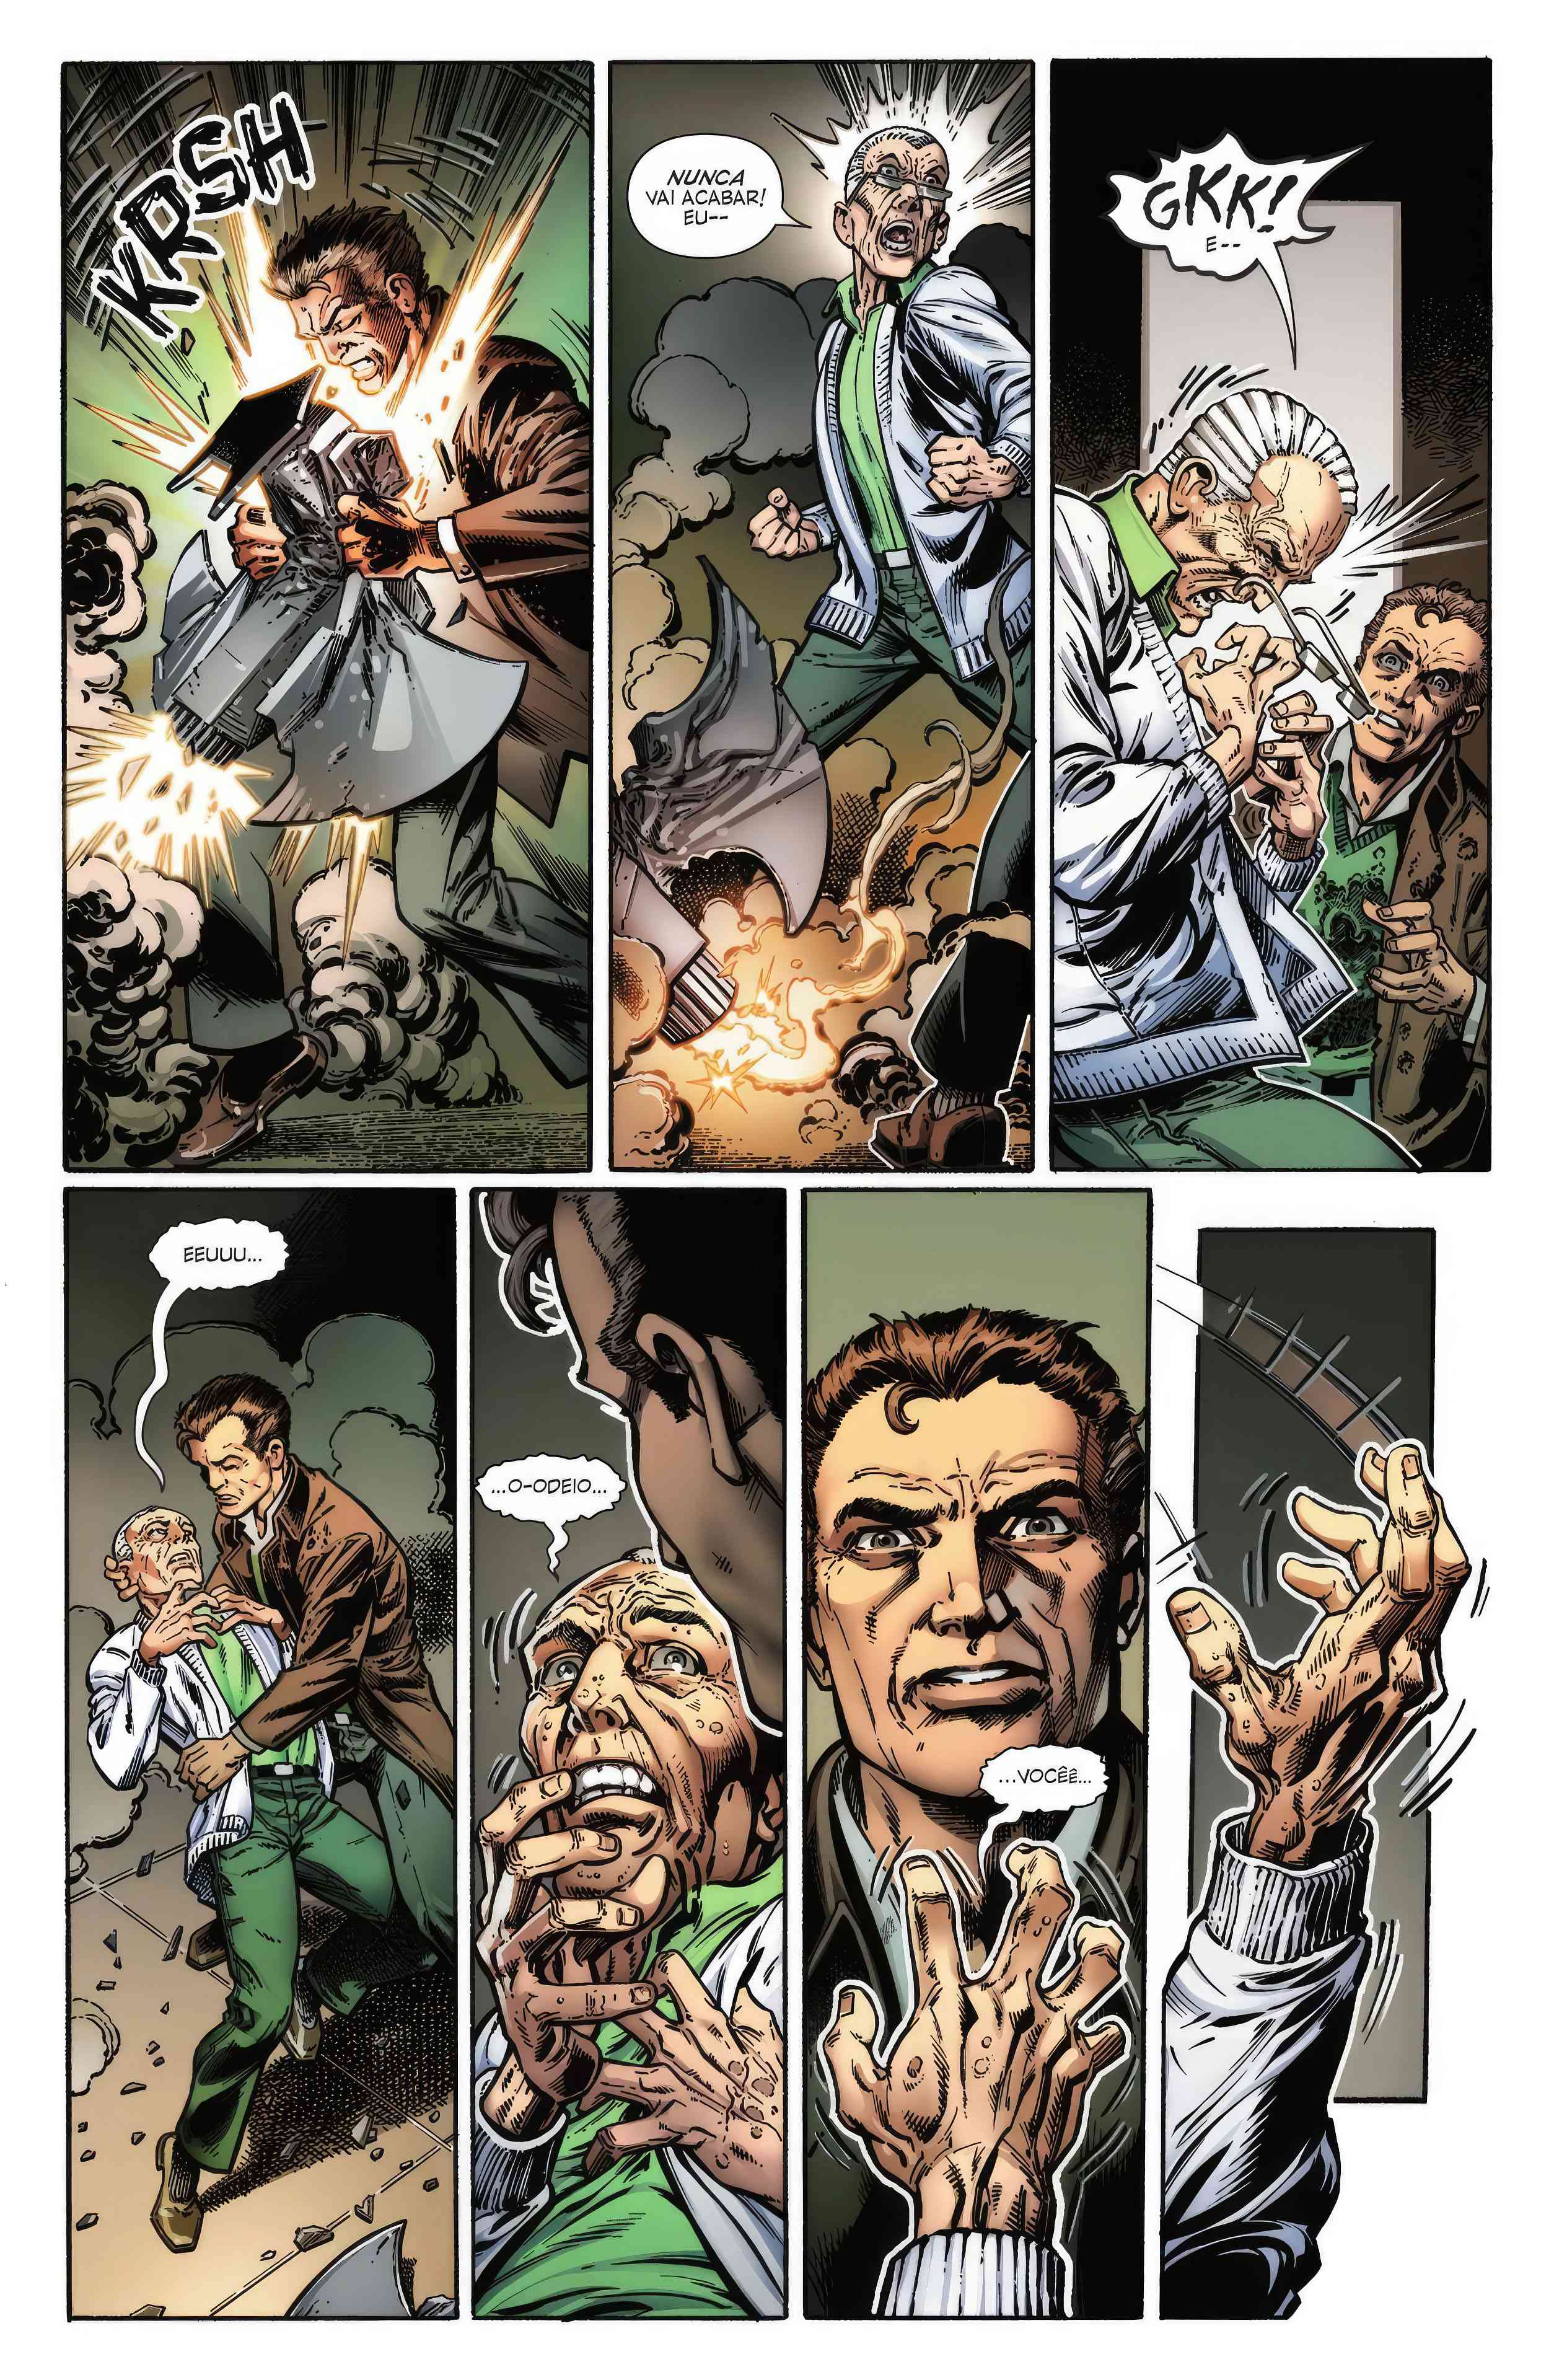 KRSH
NUNCA
VAI ACABAR!
EU--
GKK!
E--
EEUUU...
...O-ODEIO...
...VOCÊÊ...